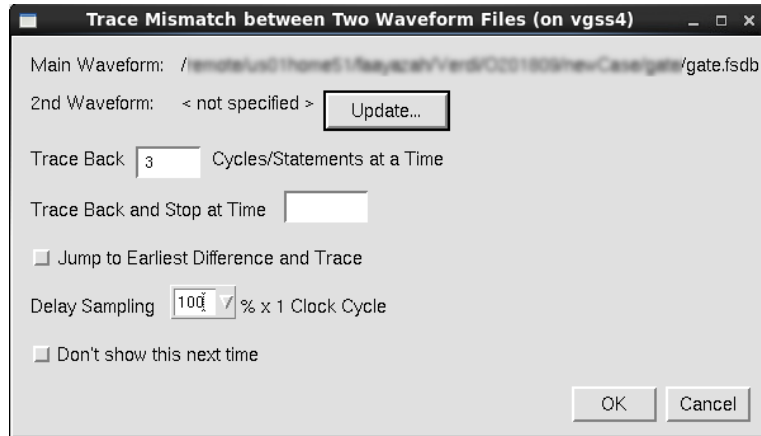 Trace Mismatch between Two Waveform Files (on vgss4)
Main Waveform: / /gate.fsdb
2nd Waveform: < not specified > Update...
Trace Back 3 Cycles/Statements at a Time
Trace Back and Stop at Time
Jump to Earliest Difference and Trace
Delay Sampling 100 % x 1 Clock Cycle
Don't show this next time
OK Cancel